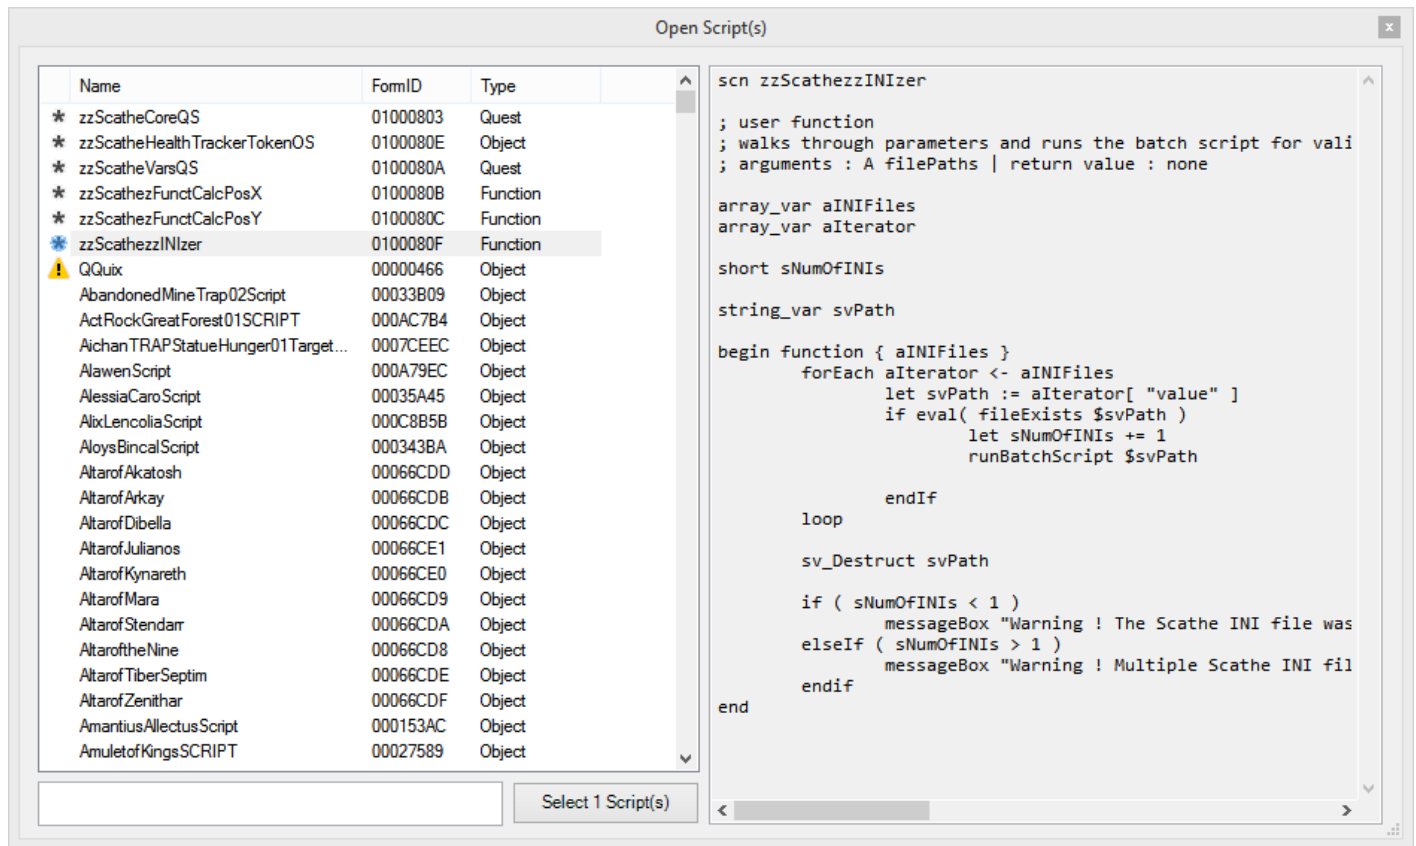 Open Script(s)
x
Name FormID Type
* zzScatheCoreQS 01000803 Quest
* zzScatheHealthTrackerTokenOS 0100080E Object
* zzScatheVarsQS 0100080A Quest
* zzScathezFunctCalcPosX 0100080B Function
* zzScathezFunctCalcPosY 0100080C Function
* zzScathezzINIzer 0100080F Function
! QQuix 00000466 Object
AbandonedMineTrap02Script 00033B09 Object
ActRockGreatForest01SCRIPT 000AC7B4 Object
AichanTRAPStatueHunger01Target... 0007CEEC Object
AlawenScript 000A79EC Object
AlessiaCaroScript 00035A45 Object
AlixLencoliaScript 000C8B5B Object
AloysBincalScript 000343BA Object
AltarofAkatosh 00066CDD Object
AltarofArkay 00066CDB Object
AltarofDibella 00066CDC Object
AltarofJulianos 00066CE1 Object
AltarofKynareth 00066CE0 Object
AltarofMara 00066CD9 Object
AltarofStendarr 00066CDA Object
AltaroftheNine 00066CD8 Object
AltarofTiberSeptim 00066CDE Object
AltarofZenithar 00066CDF Object
AmantiusAllectusScript 000153AC Object
AmuletofKingsSCRIPT 00027589 Object
Select 1 Script(s)
scn zzScathezzINIzer
; user function
; walks through parameters and runs the batch script for vali
; arguments : A filePaths | return value : none
array_var aINIFiles
array_var aIterator
short sNumOfINIs
string_var svPath
begin function { aINIFiles }
forEach aIterator <- aINIFiles
let svPath := aIterator[ "value" ]
if eval( fileExists $svPath )
let sNumOfINIs += 1
runBatchScript $svPath
endIf
loop
sv_Destruct svPath
if ( sNumOfINIs < 1 )
messageBox "Warning ! The Scathe INI file was
elseIf ( sNumOfINIs > 1 )
messageBox "Warning ! Multiple Scathe INI fil
endif
end